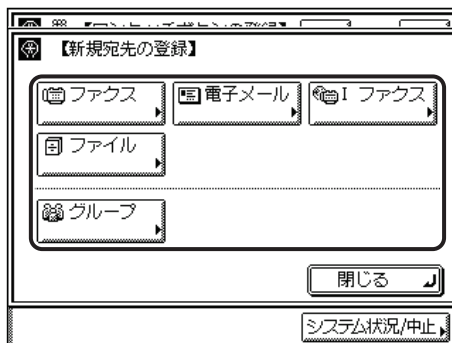 【新規宛先の登録】
ファクス 電子メール I ファクス
ファイル
グループ
閉じる
システム状況/中止